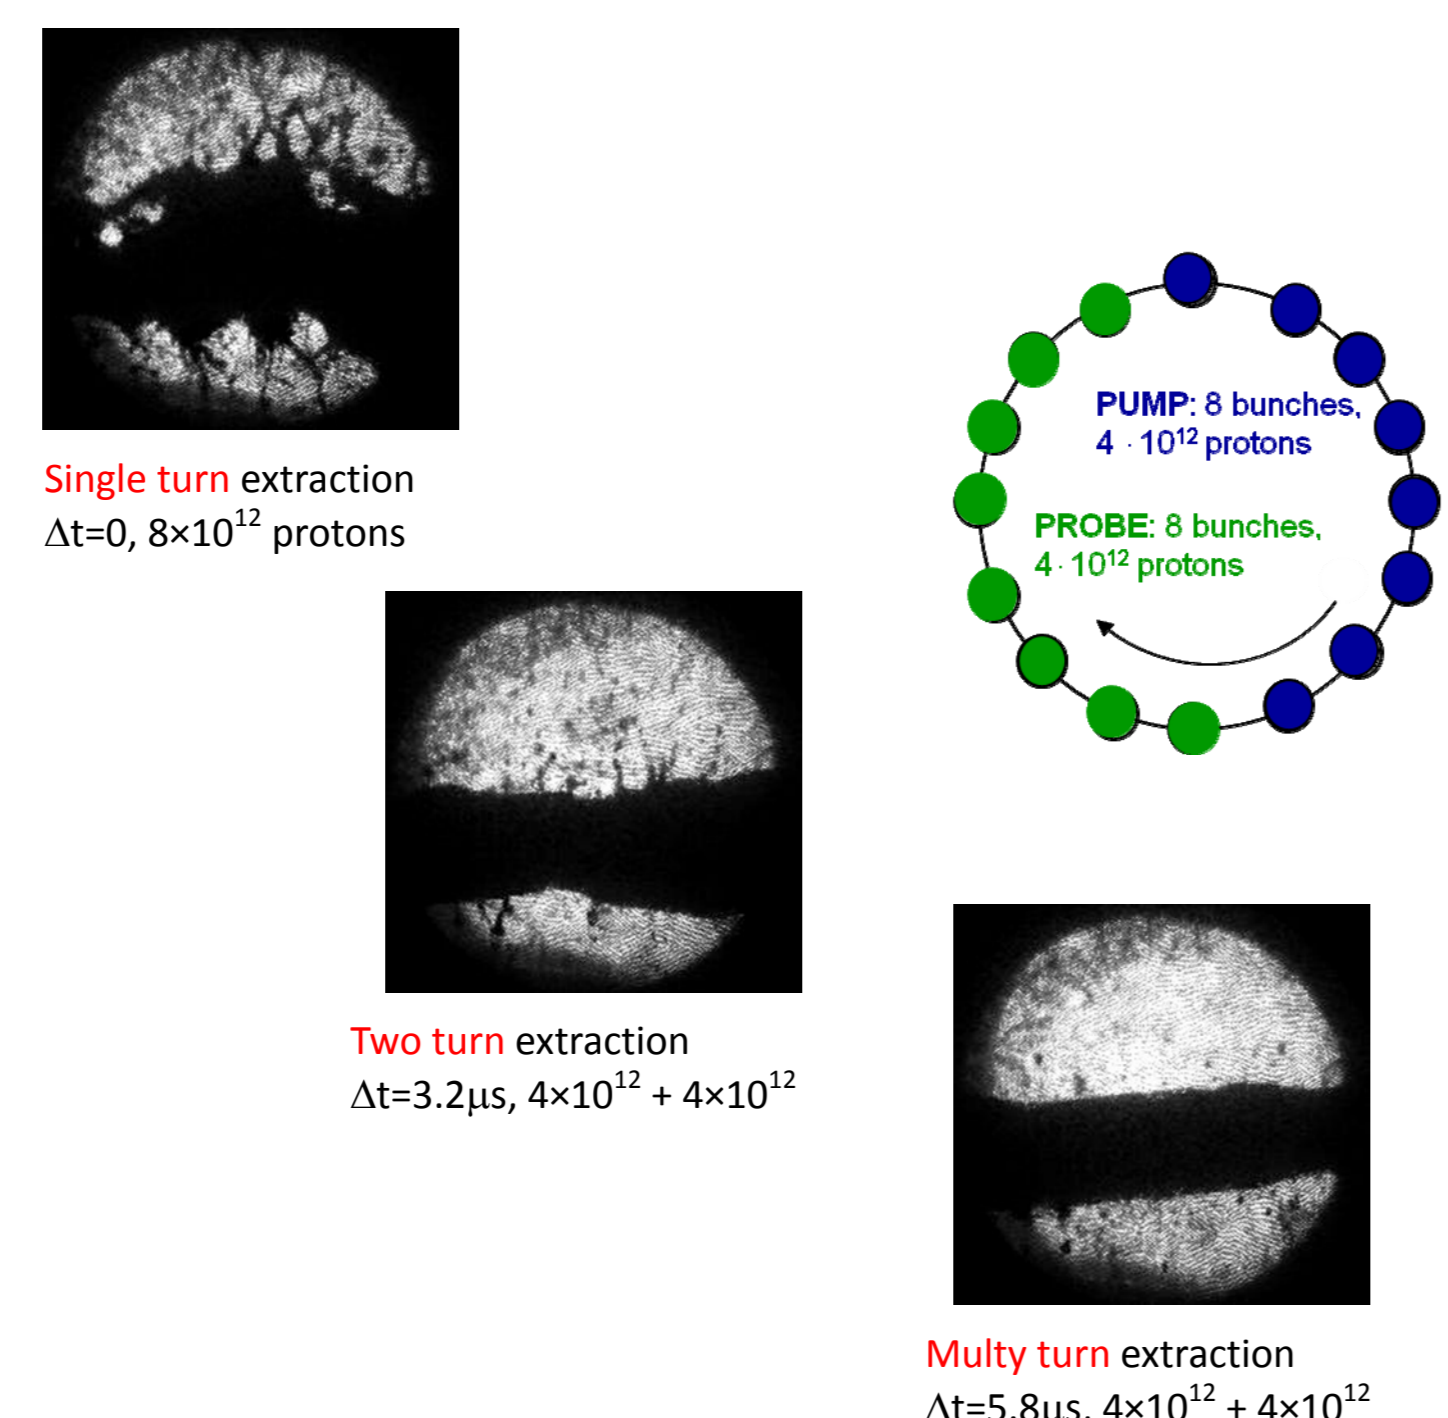 Single turn extraction
Δt=0, 8×10¹² protons
PUMP: 8 bunches,
4 · 10¹² protons
PROBE: 8 bunches,
4 · 10¹² protons
Two turn extraction
Δt=3.2μs, 4×10¹² + 4×10¹²
Multy turn extraction
Δt=5.8μs, 4×10¹² + 4×10¹²